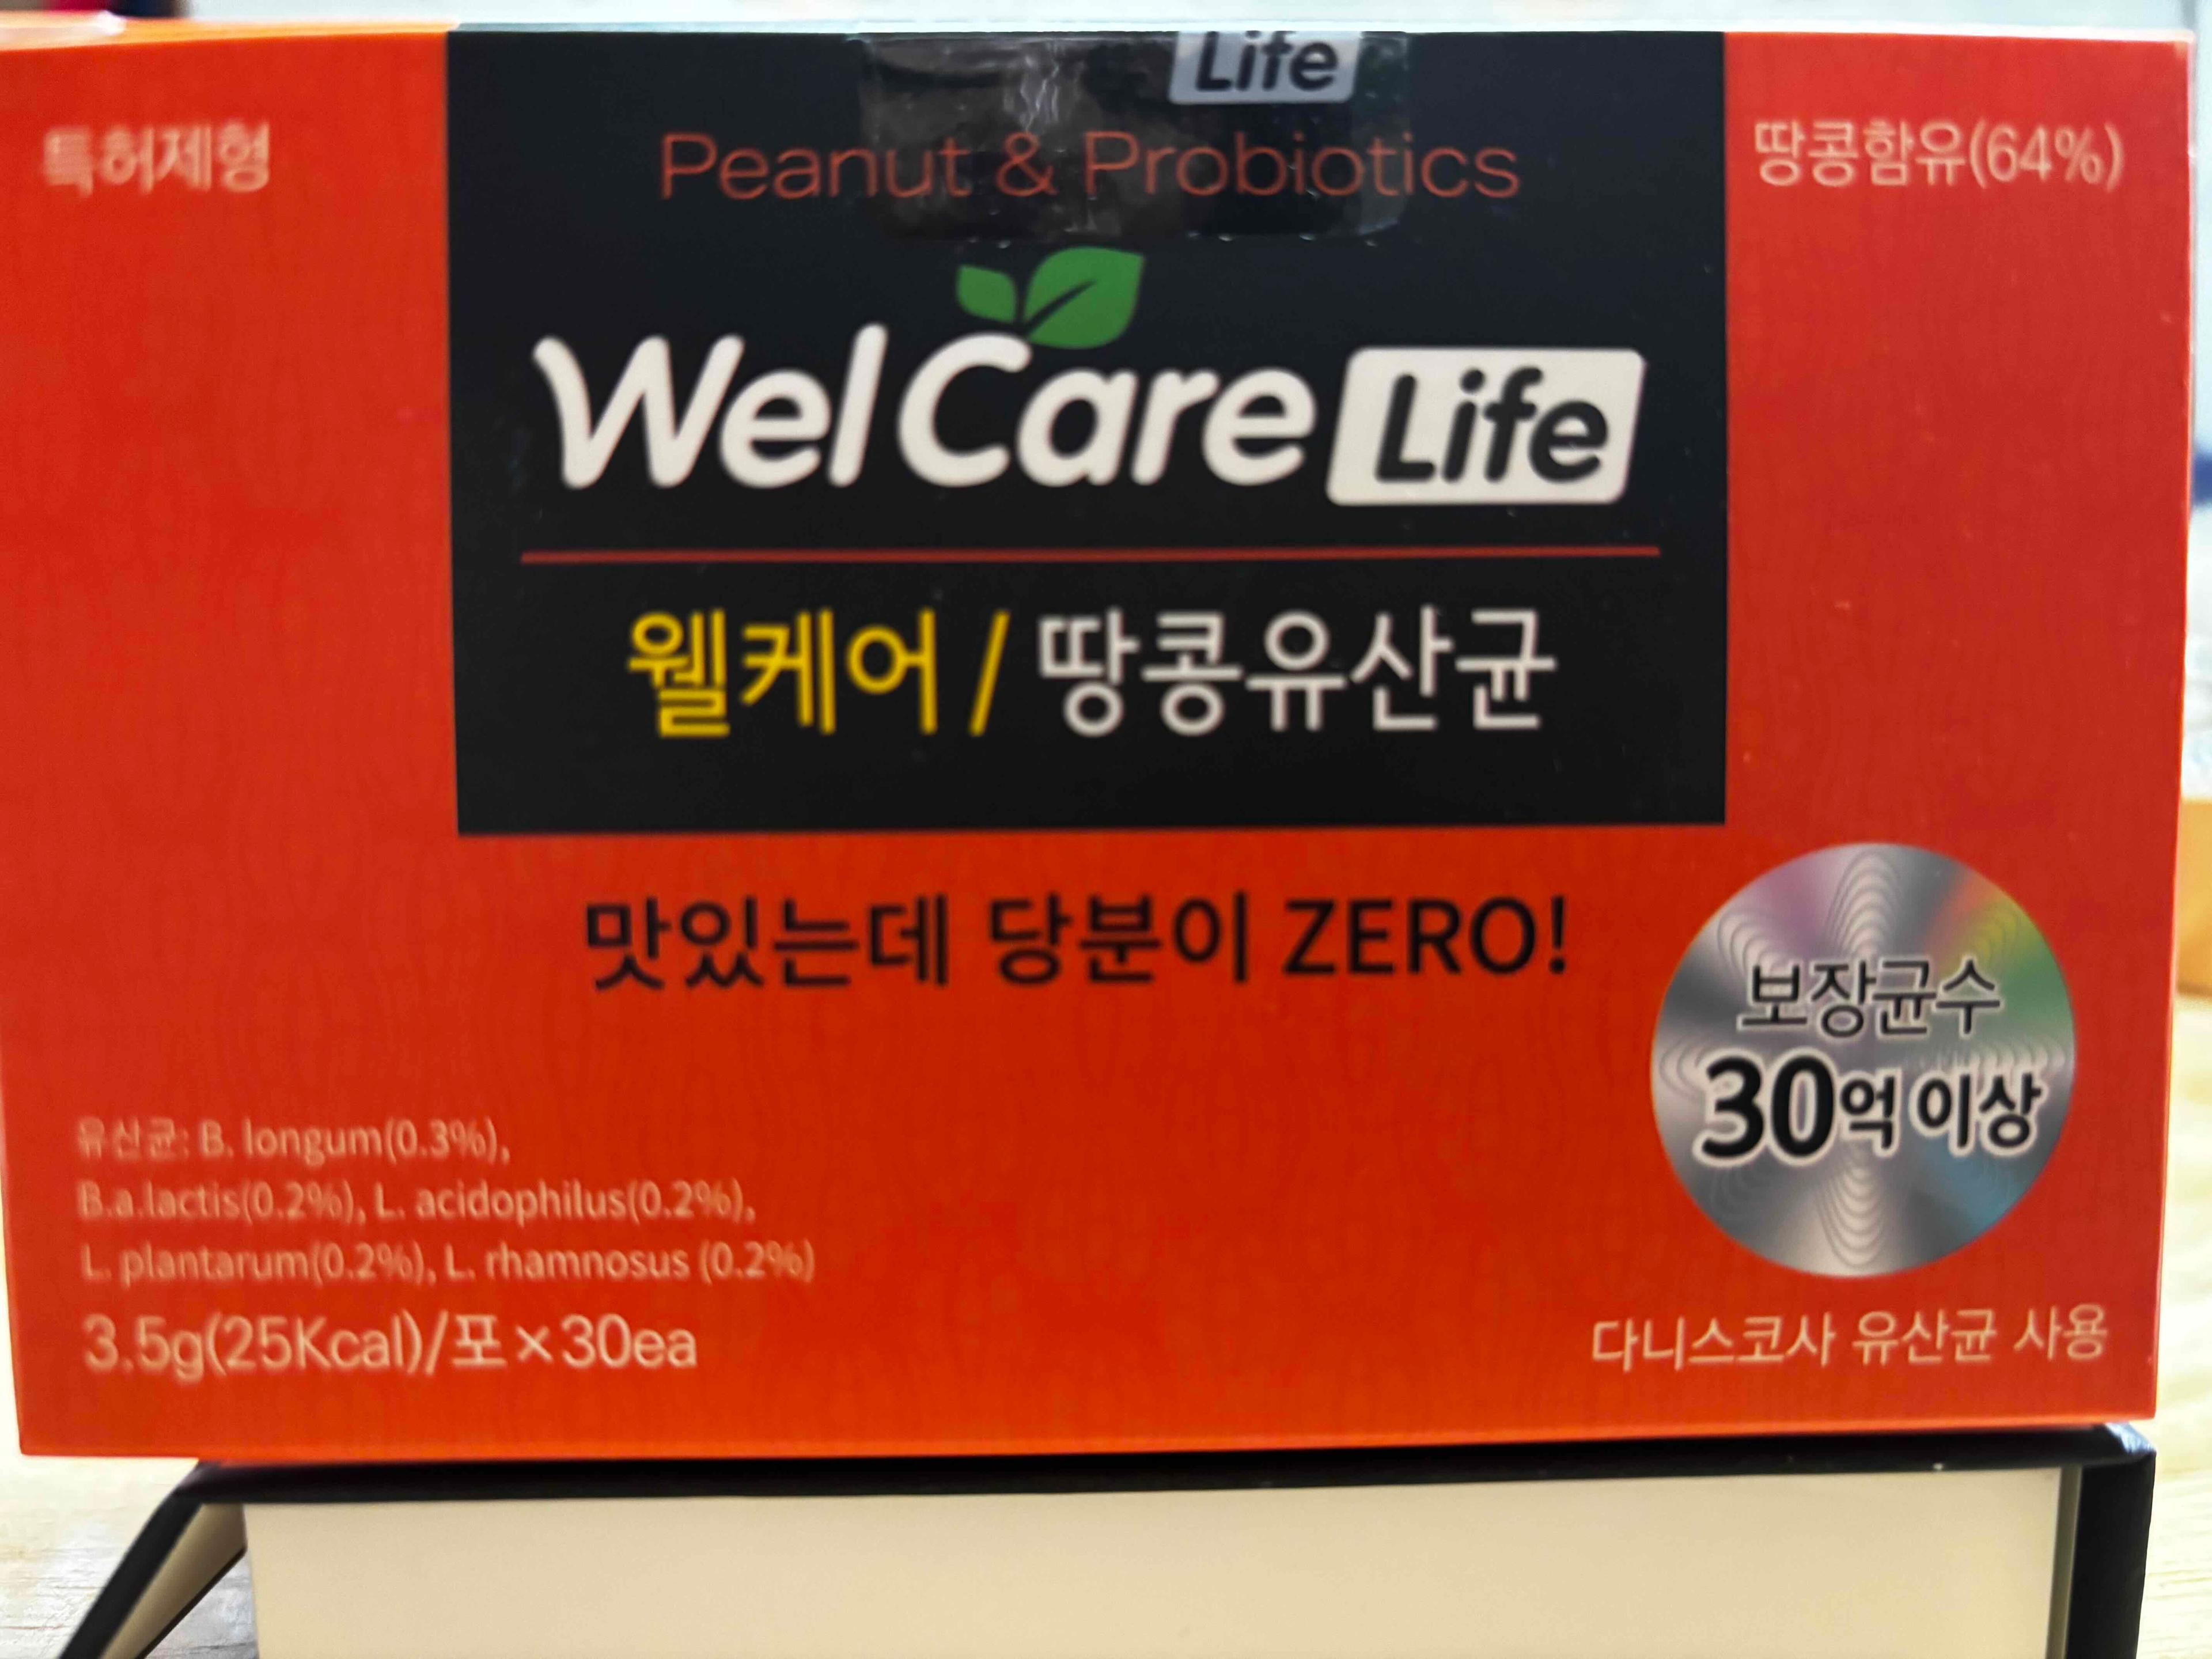 Life
특허제형
Peanut & Probiotics
땅콩함유(64%)
WelCare Life
웰케어 / 땅콩유산균
맛있는데 당분이 ZERO!
보장균수
30억 이상
유산균: B. longum(0.3%),
B.a.lactis(0.2%), L. acidophilus(0.2%),
L. plantarum(0.2%), L. rhamnosus (0.2%)
3.5g(25Kcal)/포×30ea
다니스코사 유산균 사용